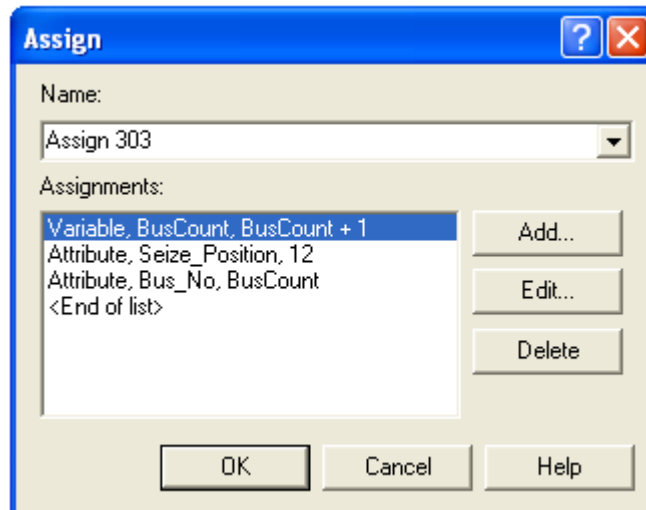 Assign
Name:
Assign 303
Assignments:
Variable, BusCount, BusCount + 1
Attribute, Seize_Position, 12
Attribute, Bus_No, BusCount
<End of list>
Add...
Edit...
Delete
OK
Cancel
Help